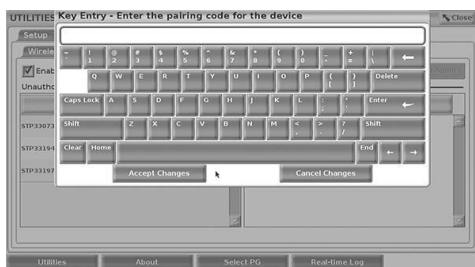 UTILITIES
Key Entry - Enter the pairing code for the device
Close
Setup
Wirele
Enab
Unautho
STP33073
STP33194
STP33197
~ ! @ # $ % ^ & * ( ) _ + |
` 1 2 3 4 5 6 7 8 9 0 - = \ ←
Q W E R T Y U I O P { } Delete
[ ]
Caps Lock A S D F G H J K L : " Enter
; '
Shift Z X C V B N M < > ? Shift
, . /
Clear Home End ← →
Accept Changes Cancel Changes
Utilities About Select PG Real-time Log